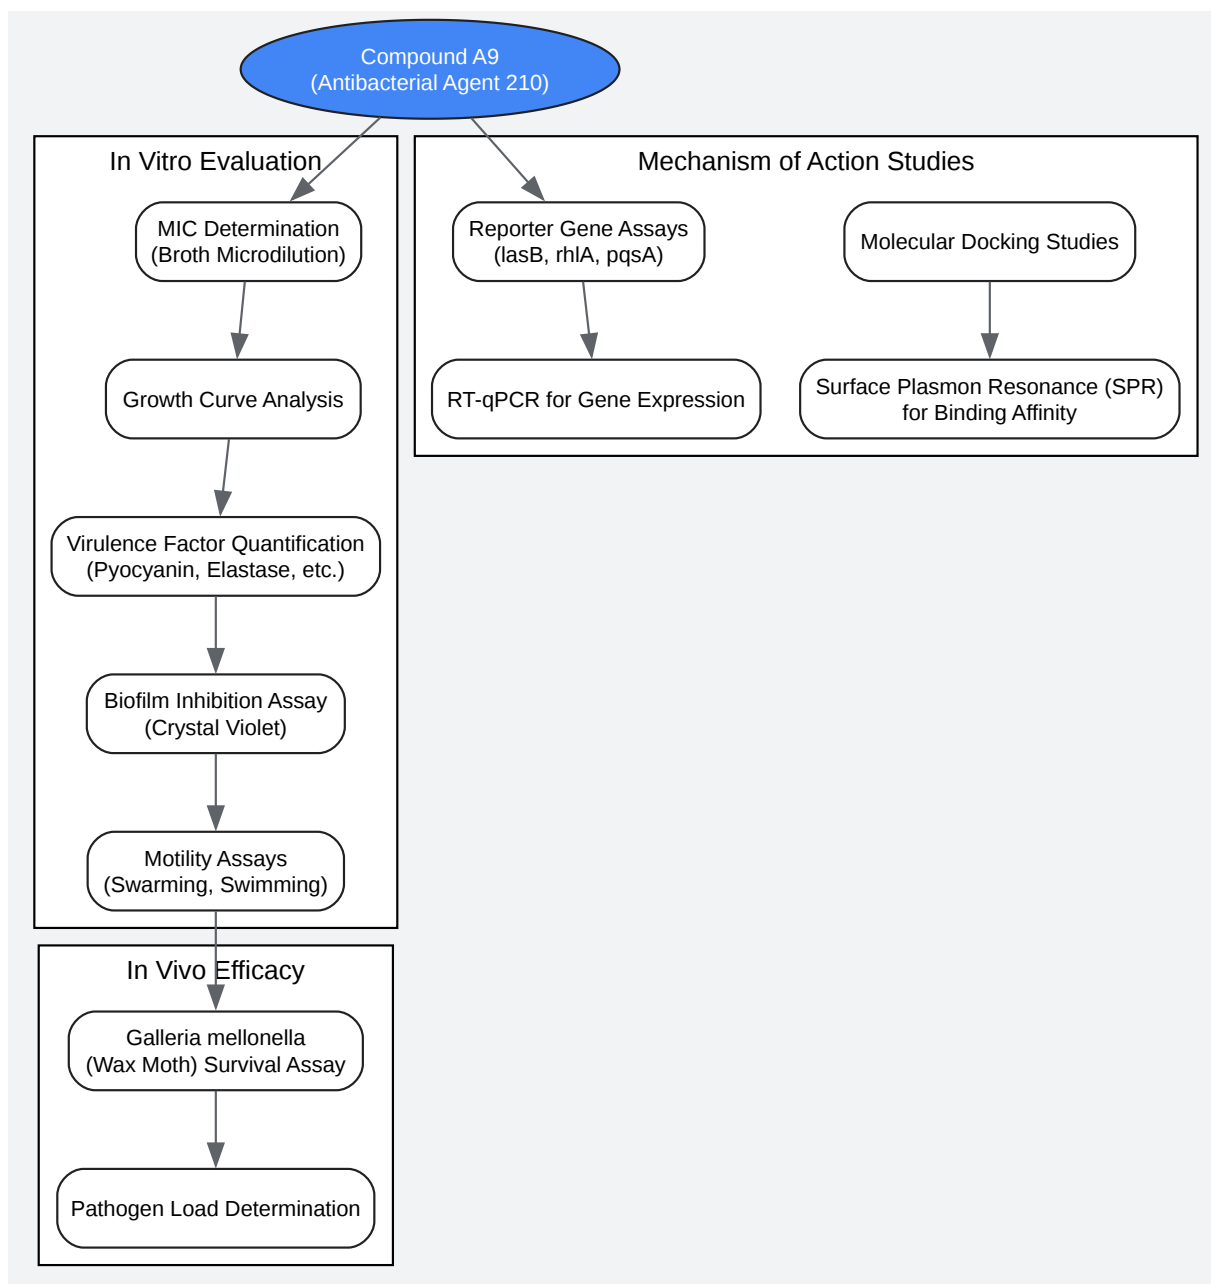 Compound A9
(Antibacterial Agent 210)
In Vitro Evaluation
MIC Determination
(Broth Microdilution)
Growth Curve Analysis
Virulence Factor Quantification
(Pyocyanin, Elastase, etc.)
Biofilm Inhibition Assay
(Crystal Violet)
Motility Assays
(Swarming, Swimming)
In Vivo Efficacy
Galleria mellonella
(Wax Moth) Survival Assay
Pathogen Load Determination
Mechanism of Action Studies
Reporter Gene Assays
(lasB, rhlA, pqsA)
RT-qPCR for Gene Expression
Molecular Docking Studies
Surface Plasmon Resonance (SPR)
for Binding Affinity